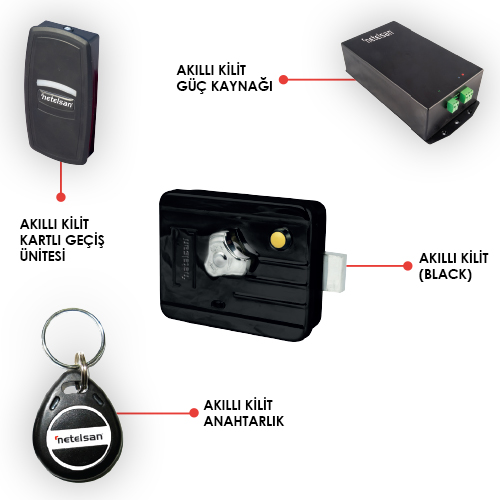 netelsan
AKILLI KİLİT
GÜÇ KAYNAĞI
netelsan
AKILLI KİLİT
KARTLI GEÇİŞ
ÜNİTESİ
netelsan
AKILLI KİLİT
(BLACK)
netelsan
AKILLI KİLİT
ANAHTARLIK